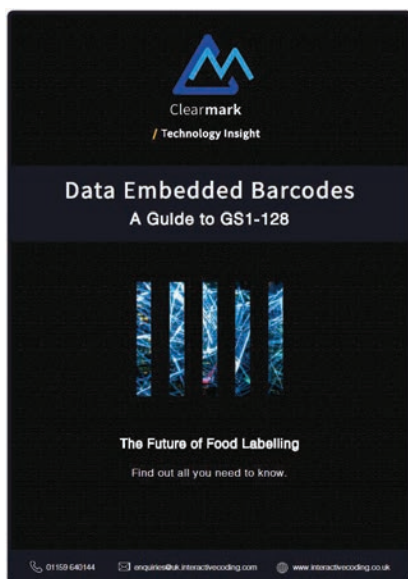 Clearmark
/ Technology Insight
Data Embedded Barcodes
A Guide to GS1-128
The Future of Food Labelling
Find out all you need to know.
01159 640144 enquiries@uk.interactivecoding.com www.interactivecoding.co.uk